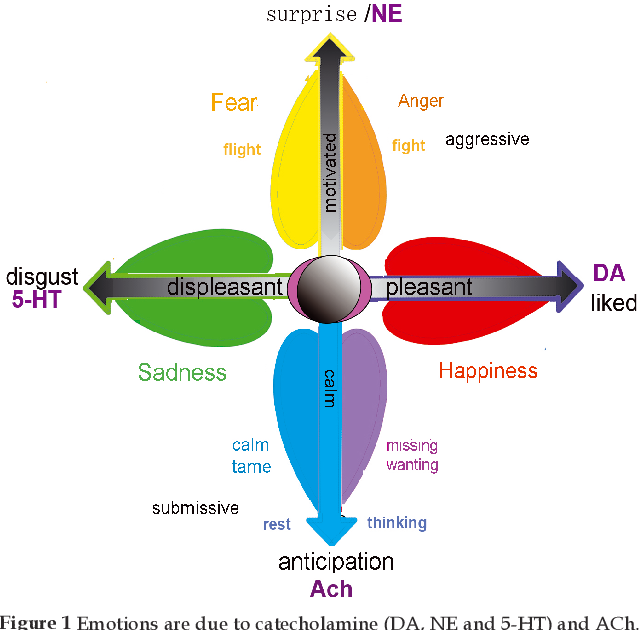 surprise /NE
Fear
Anger
flight
fight
aggressive
motivated
disgust
5-HT
displeasant
pleasant
DA
liked
Sadness
Happiness
calm
calm
tame
missing
wanting
submissive
rest
thinking
anticipation
Ach
Figure 1 Emotions are due to catecholamine (DA, NE and 5-HT) and ACh.